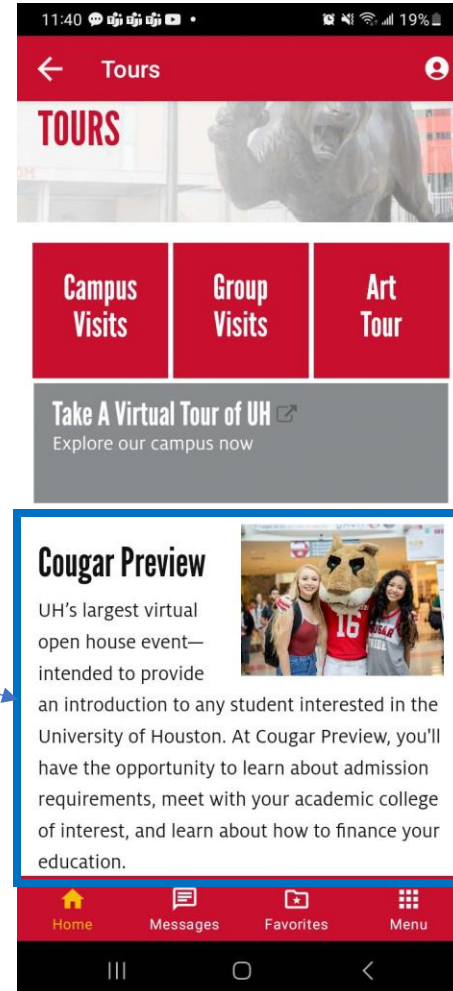 11:40
19%
Tours
TOURS
Campus
Visits
Group
Visits
Art
Tour
Take A Virtual Tour of UH
Explore our campus now
Cougar Preview
UH's largest virtual
open house event—
intended to provide
an introduction to any student interested in the
University of Houston. At Cougar Preview, you'll
have the opportunity to learn about admission
requirements, meet with your academic college
of interest, and learn about how to finance your
education.
16
COUGAR
PRIDE
Home
Messages
Favorites
Menu